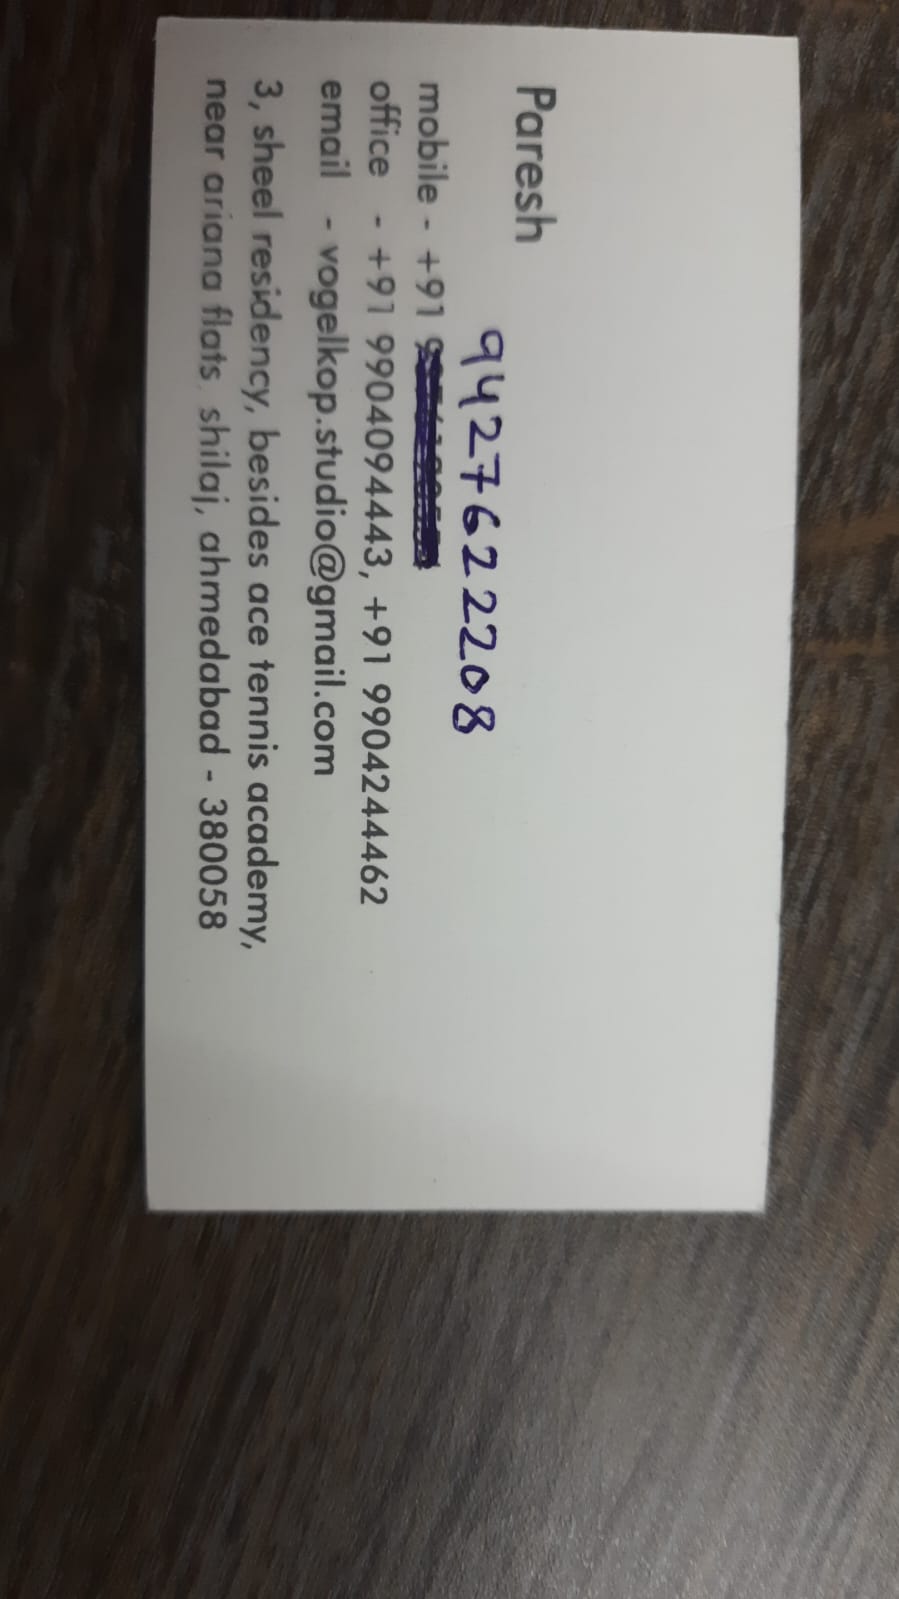 Paresh
9427622208
mobile - +91
office - +91 9904094443, +91 9904244462
email - vogelkop.studio@gmail.com
3, sheel residency, besides ace tennis academy,
near ariana flats, shilaj, ahmedabad - 380058